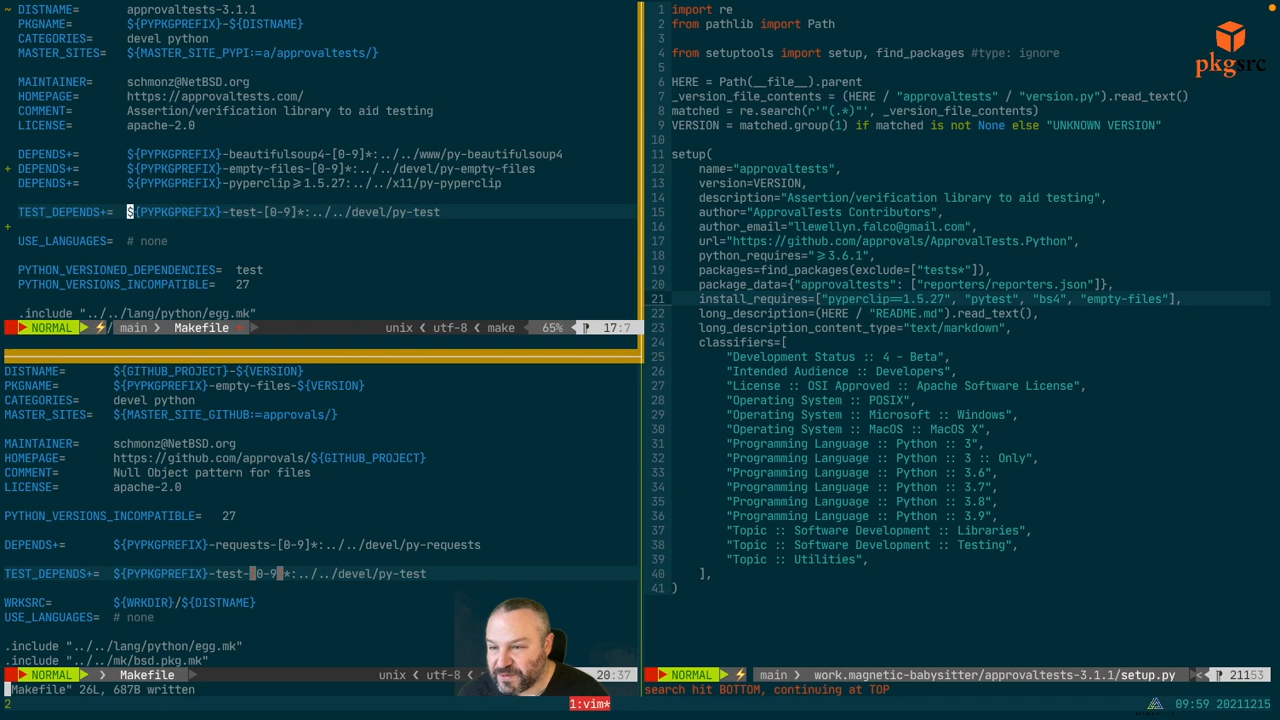 ~ DISTNAME=       approvaltests-3.1.1
PKGNAME=        ${PYPKGPREFIX}-${DISTNAME}
CATEGORIES=     devel python
MASTER_SITES=   ${MASTER_SITE_PYPI:=a/approvaltests/}
MAINTAINER=     schmonz@NetBSD.org
HOMEPAGE=       https://approvaltests.com/
COMMENT=        Assertion/verification library to aid testing
LICENSE=        apache-2.0
DEPENDS+=       ${PYPKGPREFIX}-beautifulsoup4-[0-9]*:../../www/py-beautifulsoup4
+ DEPENDS+=       ${PYPKGPREFIX}-empty-files-[0-9]*:../../devel/py-empty-files
DEPENDS+=       ${PYPKGPREFIX}-pyperclip>=1.5.27:../../x11/py-pyperclip
TEST_DEPENDS+=  ${PYPKGPREFIX}-test-[0-9]*:../../devel/py-test
+
USE_LANGUAGES=  # none
PYTHON_VERSIONED_DEPENDENCIES=  test
PYTHON_VERSIONS_INCOMPATIBLE=   27
.include "../../lang/python/egg.mk"
NORMAL ⚡ main Makefile + unix utf-8 make 65% 17:7
DISTNAME=       ${GITHUB_PROJECT}-${VERSION}
PKGNAME=        ${PYPKGPREFIX}-empty-files-${VERSION}
CATEGORIES=     devel python
MASTER_SITES=   ${MASTER_SITE_GITHUB:=approvals/}
MAINTAINER=     schmonz@NetBSD.org
HOMEPAGE=       https://github.com/approvals/${GITHUB_PROJECT}
COMMENT=        Null Object pattern for files
LICENSE=        apache-2.0
PYTHON_VERSIONS_INCOMPATIBLE=   27
DEPENDS+=       ${PYPKGPREFIX}-requests-[0-9]*:../../devel/py-requests
TEST_DEPENDS+=  ${PYPKGPREFIX}-test-[0-9]*:../../devel/py-test
WRKSRC=         ${WRKDIR}/${DISTNAME}
USE_LANGUAGES=  # none
.include "../../lang/python/egg.mk"
.include "../../mk/bsd.pkg.mk"
NORMAL Makefile unix utf-8 20:37
"Makefile" 26L, 687B written
1 import re
2 from pathlib import Path
3
4 from setuptools import setup, find_packages #type: ignore
5
6 HERE = Path(__file__).parent
7 _version_file_contents = (HERE / "approvaltests" / "version.py").read_text()
8 matched = re.search(r'"(.*)"', _version_file_contents)
9 VERSION = matched.group(1) if matched is not None else "UNKNOWN VERSION"
10
11 setup(
12     name="approvaltests",
13     version=VERSION,
14     description="Assertion/verification library to aid testing",
15     author="ApprovalTests Contributors",
16     author_email="llewellyn.falco@gmail.com",
17     url="https://github.com/approvals/ApprovalTests.Python",
18     python_requires=">=3.6.1",
19     packages=find_packages(exclude=["tests*"]),
20     package_data={"approvaltests": ["reporters/reporters.json"]},
21     install_requires=["pyperclip==1.5.27", "pytest", "bs4", "empty-files"],
22     long_description=(HERE / "README.md").read_text(),
23     long_description_content_type="text/markdown",
24     classifiers=[
25         "Development Status :: 4 - Beta",
26         "Intended Audience :: Developers",
27         "License :: OSI Approved :: Apache Software License",
28         "Operating System :: POSIX",
29         "Operating System :: Microsoft :: Windows",
30         "Operating System :: MacOS :: MacOS X",
31         "Programming Language :: Python :: 3",
32         "Programming Language :: Python :: 3 :: Only",
33         "Programming Language :: Python :: 3.6",
34         "Programming Language :: Python :: 3.7",
35         "Programming Language :: Python :: 3.8",
36         "Programming Language :: Python :: 3.9",
37         "Topic :: Software Development :: Libraries",
38         "Topic :: Software Development :: Testing",
39         "Topic :: Utilities",
40     ],
41 )
NORMAL ⚡ main work.magnetic-babysitter/approvaltests-3.1.1/setup.py 21153
search hit BOTTOM, continuing at TOP
pkgsrc
2 1:vim* 09:59 20211215